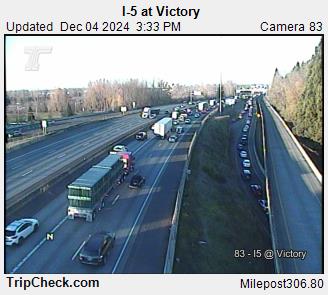 I-5 at Victory
Updated Dec 04 2024 3:33 PM Camera 83
N
83 - I5 @ Victory
TripCheck.com Milepost306.80